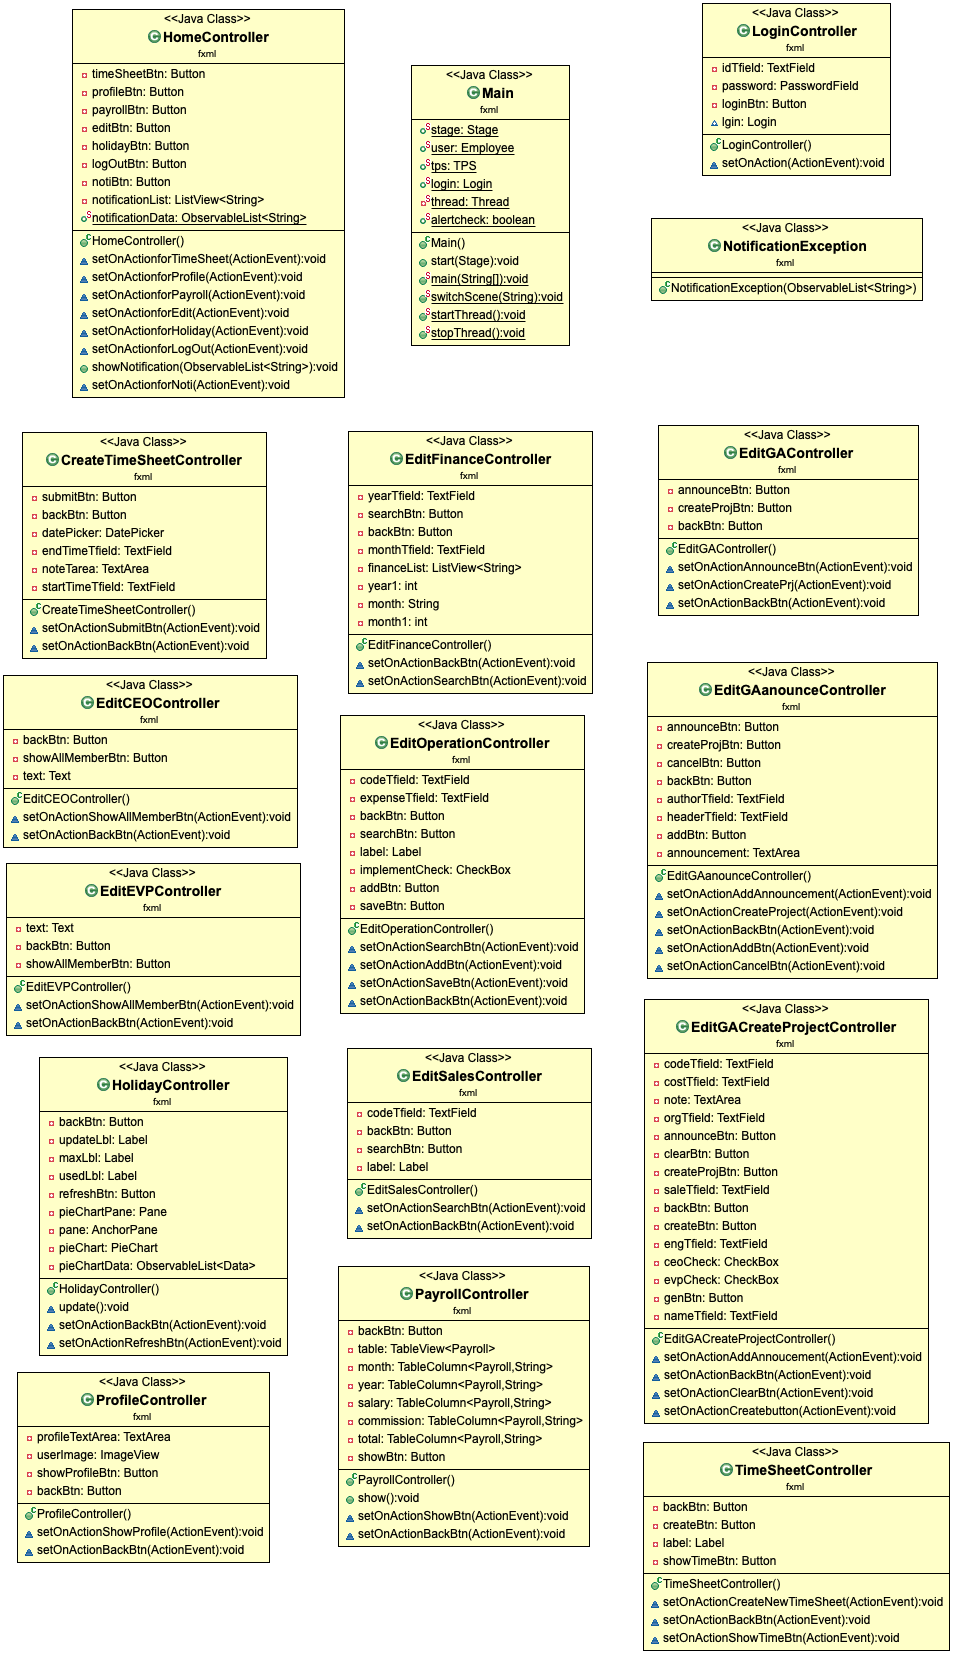 <<Java Class>>
HomeController
fxml
timeSheetBtn: Button
profileBtn: Button
payrollBtn: Button
editBtn: Button
holidayBtn: Button
logOutBtn: Button
notiBtn: Button
notificationList: ListView<String>
notificationData: ObservableList<String>
HomeController()
setOnActionforTimeSheet(ActionEvent):void
setOnActionforProfile(ActionEvent):void
setOnActionforPayroll(ActionEvent):void
setOnActionforEdit(ActionEvent):void
setOnActionforHoliday(ActionEvent):void
setOnActionforLogOut(ActionEvent):void
showNotification(ObservableList<String>):void
setOnActionforNoti(ActionEvent):void
<<Java Class>>
Main
fxml
stage: Stage
user: Employee
tps: TPS
login: Login
thread: Thread
alertcheck: boolean
Main()
start(Stage):void
main(String[]):void
switchScene(String):void
startThread():void
stopThread():void
<<Java Class>>
LoginController
fxml
idTfield: TextField
password: PasswordField
loginBtn: Button
lgin: Login
LoginController()
setOnAction(ActionEvent):void
<<Java Class>>
NotificationException
fxml
NotificationException(ObservableList<String>)
<<Java Class>>
CreateTimeSheetController
fxml
submitBtn: Button
backBtn: Button
datePicker: DatePicker
endTimeTfield: TextField
noteTarea: TextArea
startTimeTfield: TextField
CreateTimeSheetController()
setOnActionSubmitBtn(ActionEvent):void
setOnActionBackBtn(ActionEvent):void
<<Java Class>>
EditFinanceController
fxml
yearTfield: TextField
searchBtn: Button
backBtn: Button
monthTfield: TextField
financeList: ListView<String>
year1: int
month: String
month1: int
EditFinanceController()
setOnActionBackBtn(ActionEvent):void
setOnActionSearchBtn(ActionEvent):void
<<Java Class>>
EditGAController
fxml
announceBtn: Button
createProjBtn: Button
backBtn: Button
EditGAController()
setOnActionAnnounceBtn(ActionEvent):void
setOnActionCreatePrj(ActionEvent):void
setOnActionBackBtn(ActionEvent):void
<<Java Class>>
EditCEOController
fxml
backBtn: Button
showAllMemberBtn: Button
text: Text
EditCEOController()
setOnActionShowAllMemberBtn(ActionEvent):void
setOnActionBackBtn(ActionEvent):void
<<Java Class>>
EditOperationController
fxml
codeTfield: TextField
expenseTfield: TextField
backBtn: Button
searchBtn: Button
label: Label
implementCheck: CheckBox
addBtn: Button
saveBtn: Button
EditOperationController()
setOnActionSearchBtn(ActionEvent):void
setOnActionAddBtn(ActionEvent):void
setOnActionSaveBtn(ActionEvent):void
setOnActionBackBtn(ActionEvent):void
<<Java Class>>
EditGAanounceController
fxml
announceBtn: Button
createProjBtn: Button
cancelBtn: Button
backBtn: Button
authorTfield: TextField
headerTfield: TextField
addBtn: Button
announcement: TextArea
EditGAanounceController()
setOnActionAddAnnouncement(ActionEvent):void
setOnActionCreateProject(ActionEvent):void
setOnActionBackBtn(ActionEvent):void
setOnActionAddBtn(ActionEvent):void
setOnActionCancelBtn(ActionEvent):void
<<Java Class>>
EditEVPController
fxml
text: Text
backBtn: Button
showAllMemberBtn: Button
EditEVPController()
setOnActionShowAllMemberBtn(ActionEvent):void
setOnActionBackBtn(ActionEvent):void
<<Java Class>>
EditGACreateProjectController
fxml
codeTfield: TextField
costTfield: TextField
note: TextArea
orgTfield: TextField
announceBtn: Button
clearBtn: Button
createProjBtn: Button
saleTfield: TextField
backBtn: Button
createBtn: Button
engTfield: TextField
ceoCheck: CheckBox
evpCheck: CheckBox
genBtn: Button
nameTfield: TextField
EditGACreateProjectController()
setOnActionAddAnnoucement(ActionEvent):void
setOnActionBackBtn(ActionEvent):void
setOnActionClearBtn(ActionEvent):void
setOnActionCreatebutton(ActionEvent):void
<<Java Class>>
HolidayController
fxml
backBtn: Button
updateLbl: Label
maxLbl: Label
usedLbl: Label
refreshBtn: Button
pieChartPane: Pane
pane: AnchorPane
pieChart: PieChart
pieChartData: ObservableList<Data>
HolidayController()
update():void
setOnActionBackBtn(ActionEvent):void
setOnActionRefreshBtn(ActionEvent):void
<<Java Class>>
EditSalesController
fxml
codeTfield: TextField
backBtn: Button
searchBtn: Button
label: Label
EditSalesController()
setOnActionSearchBtn(ActionEvent):void
setOnActionBackBtn(ActionEvent):void
<<Java Class>>
PayrollController
fxml
backBtn: Button
table: TableView<Payroll>
month: TableColumn<Payroll,String>
year: TableColumn<Payroll,String>
salary: TableColumn<Payroll,String>
commission: TableColumn<Payroll,String>
total: TableColumn<Payroll,String>
showBtn: Button
PayrollController()
show():void
setOnActionShowBtn(ActionEvent):void
setOnActionBackBtn(ActionEvent):void
<<Java Class>>
ProfileController
fxml
profileTextArea: TextArea
userImage: ImageView
showProfileBtn: Button
backBtn: Button
ProfileController()
setOnActionShowProfile(ActionEvent):void
setOnActionBackBtn(ActionEvent):void
<<Java Class>>
TimeSheetController
fxml
backBtn: Button
createBtn: Button
label: Label
showTimeBtn: Button
TimeSheetController()
setOnActionCreateNewTimeSheet(ActionEvent):void
setOnActionBackBtn(ActionEvent):void
setOnActionShowTimeBtn(ActionEvent):void